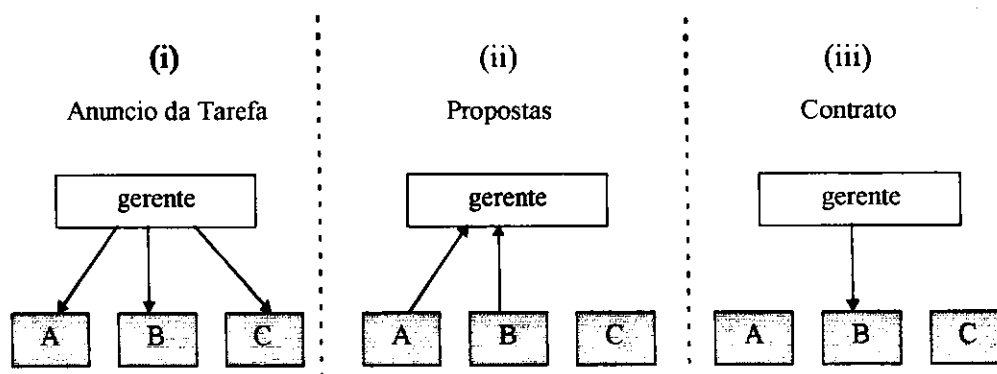 (i)
Anuncio da Tarefa
gerente
A B C
(ii)
Propostas
gerente
A B C
(iii)
Contrato
gerente
A B C